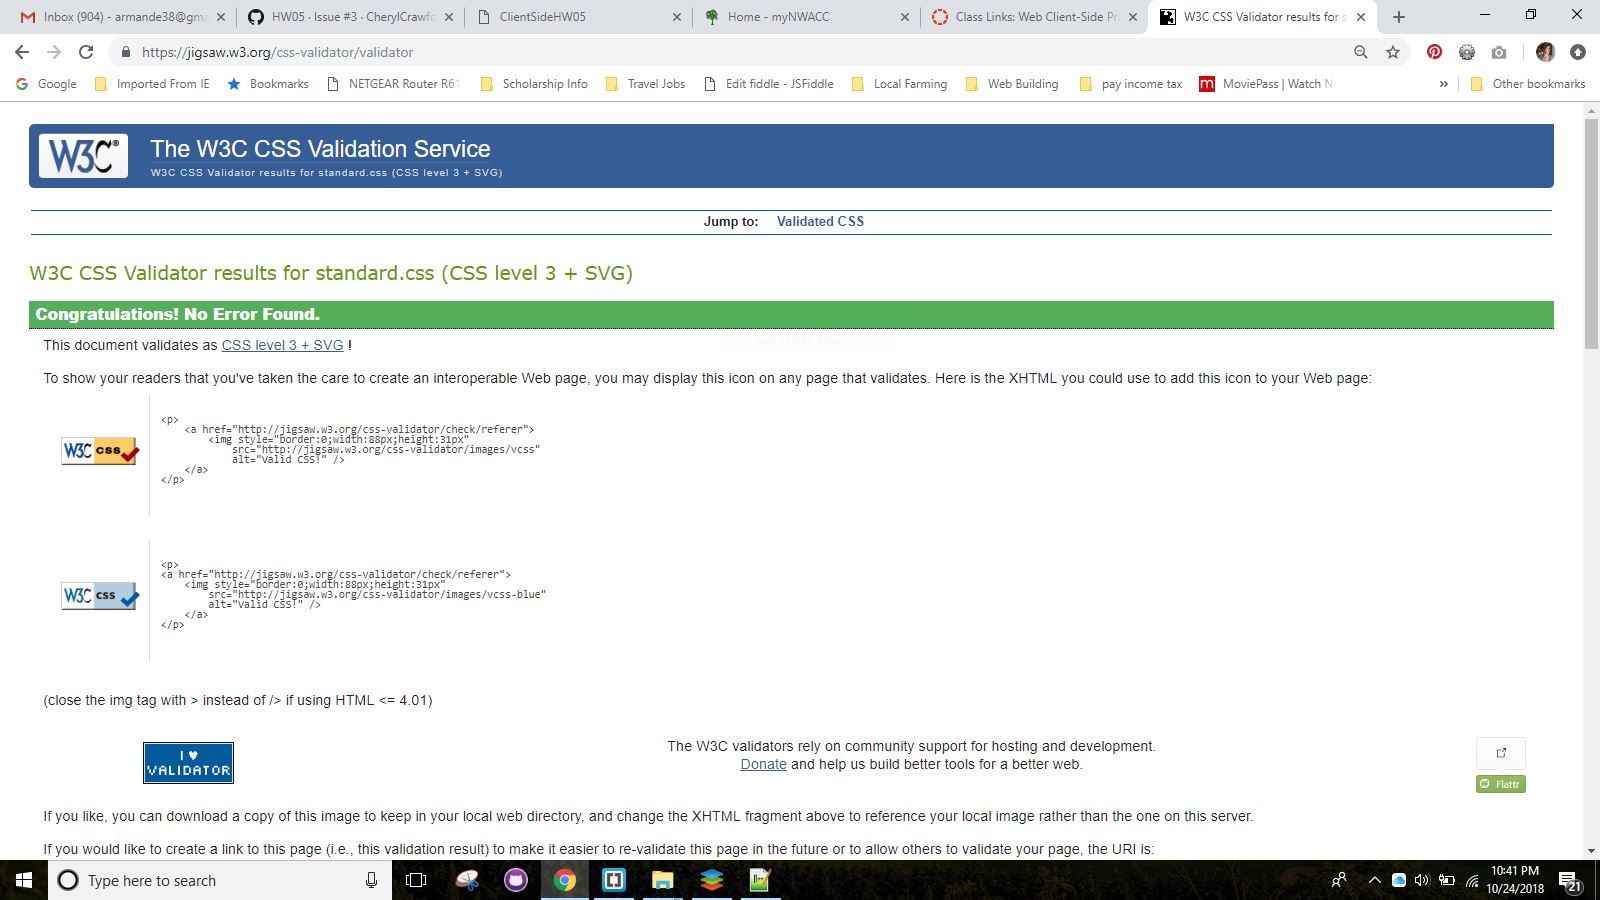 Inbox (904) - armande38@gma
HW05 · Issue #3 · CherylCrawfo
ClientSideHW05
Home - myNWACC
Class Links: Web Client-Side Pr
W3C CSS Validator results for s
https://jigsaw.w3.org/css-validator/validator
Google
Imported From IE
Bookmarks
NETGEAR Router R61
Scholarship Info
Travel Jobs
Edit fiddle - JSFiddle
Local Farming
Web Building
pay income tax
m MoviePass | Watch N
»
Other bookmarks
W3C®
The W3C CSS Validation Service
W3C CSS Validator results for standard.css (CSS level 3 + SVG)
Jump to: Validated CSS
W3C CSS Validator results for standard.css (CSS level 3 + SVG)
Congratulations! No Error Found.
This document validates as CSS level 3 + SVG !
To show your readers that you've taken the care to create an interoperable Web page, you may display this icon on any page that validates. Here is the XHTML you could use to add this icon to your Web page:
W3C css
<p>
<a href="http://jigsaw.w3.org/css-validator/check/referer">
<img style="border:0;width:88px;height:31px"
src="http://jigsaw.w3.org/css-validator/images/vcss"
alt="Valid CSS!" />
</a>
</p>
W3C css
<p>
<a href="http://jigsaw.w3.org/css-validator/check/referer">
<img style="border:0;width:88px;height:31px"
src="http://jigsaw.w3.org/css-validator/images/vcss-blue"
alt="Valid CSS!" />
</a>
</p>
(close the img tag with > instead of /> if using HTML <= 4.01)
I ♥
VALIDATOR
The W3C validators rely on community support for hosting and development.
Donate and help us build better tools for a better web.
Flattr
If you like, you can download a copy of this image to keep in your local web directory, and change the XHTML fragment above to reference your local image rather than the one on this server.
If you would like to create a link to this page (i.e., this validation result) to make it easier to re-validate this page in the future or to allow others to validate your page, the URI is:
Type here to search
10:41 PM
10/24/2018
21